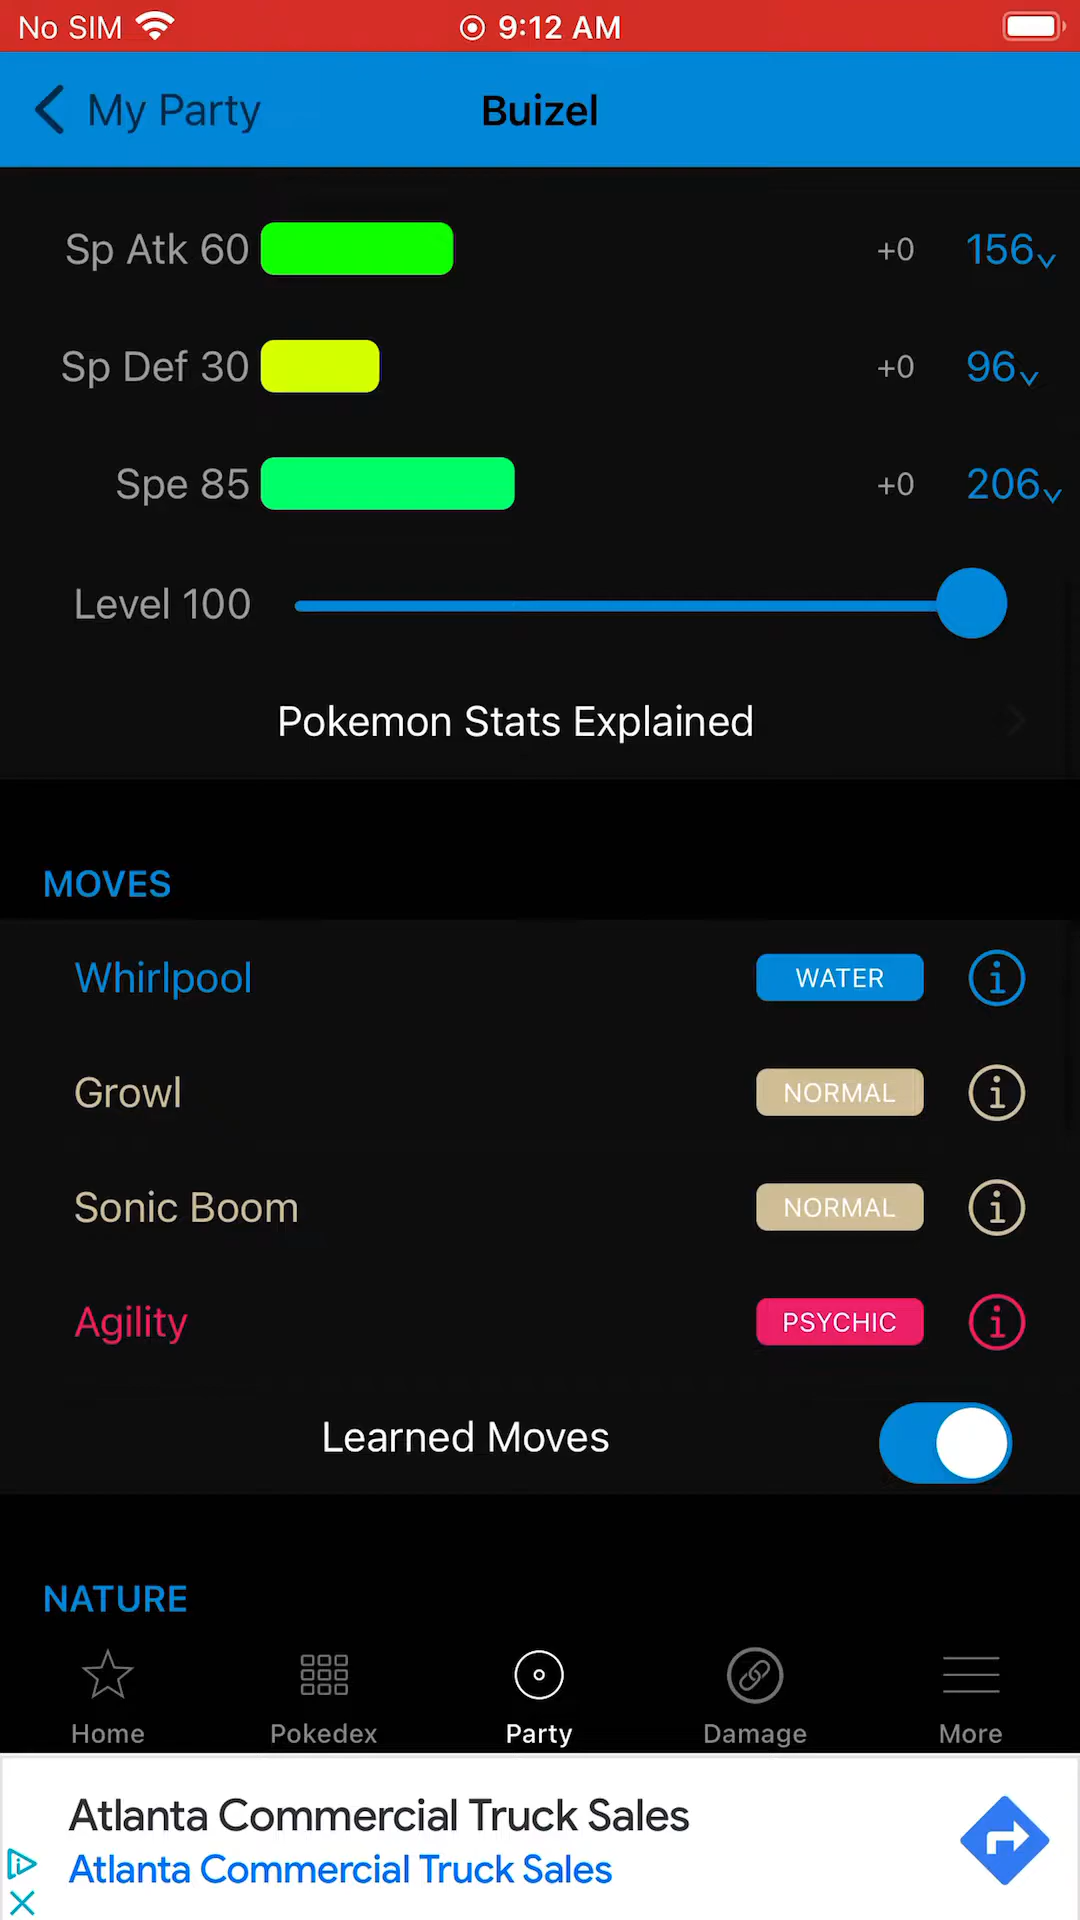 No SIM 9:12 AM
My Party Buizel
Sp Atk 60 +0 156
Sp Def 30 +0 96
Spe 85 +0 206
Level 100
Pokemon Stats Explained
MOVES
Whirlpool WATER
Growl NORMAL
Sonic Boom NORMAL
Agility PSYCHIC
Learned Moves
NATURE
Home Pokedex Party Damage More
Atlanta Commercial Truck Sales
Atlanta Commercial Truck Sales